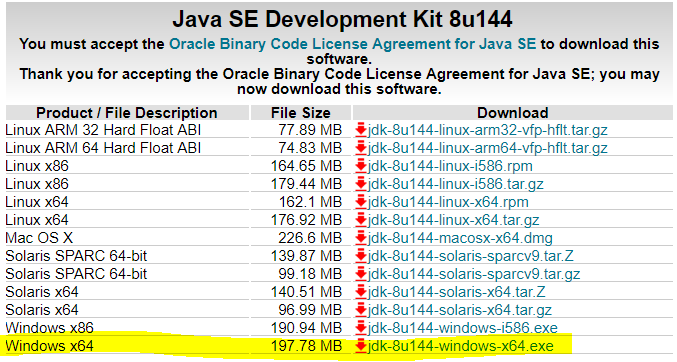 Java SE Development Kit 8u144
You must accept the Oracle Binary Code License Agreement for Java SE to download this
software.
Thank you for accepting the Oracle Binary Code License Agreement for Java SE; you may
now download this software.
Product / File Description File Size Download
Linux ARM 32 Hard Float ABI 77.89 MB jdk-8u144-linux-arm32-vfp-hflt.tar.gz
Linux ARM 64 Hard Float ABI 74.83 MB jdk-8u144-linux-arm64-vfp-hflt.tar.gz
Linux x86 164.65 MB jdk-8u144-linux-i586.rpm
Linux x86 179.44 MB jdk-8u144-linux-i586.tar.gz
Linux x64 162.1 MB jdk-8u144-linux-x64.rpm
Linux x64 176.92 MB jdk-8u144-linux-x64.tar.gz
Mac OS X 226.6 MB jdk-8u144-macosx-x64.dmg
Solaris SPARC 64-bit 139.87 MB jdk-8u144-solaris-sparcv9.tar.Z
Solaris SPARC 64-bit 99.18 MB jdk-8u144-solaris-sparcv9.tar.gz
Solaris x64 140.51 MB jdk-8u144-solaris-x64.tar.Z
Solaris x64 96.99 MB jdk-8u144-solaris-x64.tar.gz
Windows x86 190.94 MB jdk-8u144-windows-i586.exe
Windows x64 197.78 MB jdk-8u144-windows-x64.exe